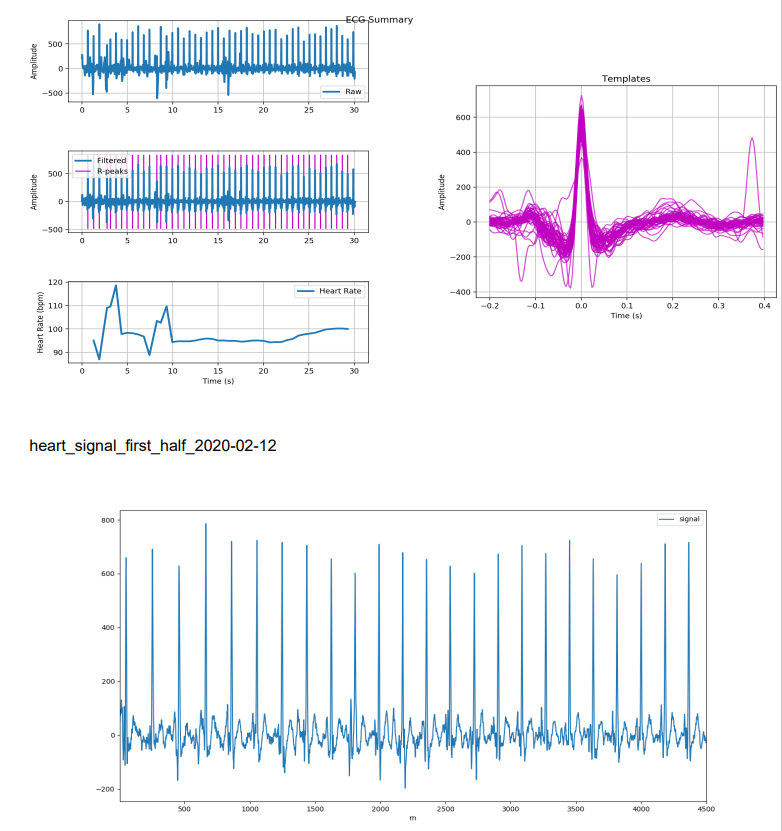 ECG Summary
500
0
−500
Amplitude
Raw
0 5 10 15 20 25 30
500
0
−500
Amplitude
Filtered
R-peaks
0 5 10 15 20 25 30
120
110
100
90
Heart Rate (bpm)
Heart Rate
0 5 10 15 20 25 30
Time (s)
Templates
600
400
200
0
−200
−400
Amplitude
−0.2 −0.1 0.0 0.1 0.2 0.3 0.4
Time (s)
heart_signal_first_half_2020-02-12
800
600
400
200
0
−200
signal
500 1000 1500 2000 2500 3000 3500 4000 4500
m